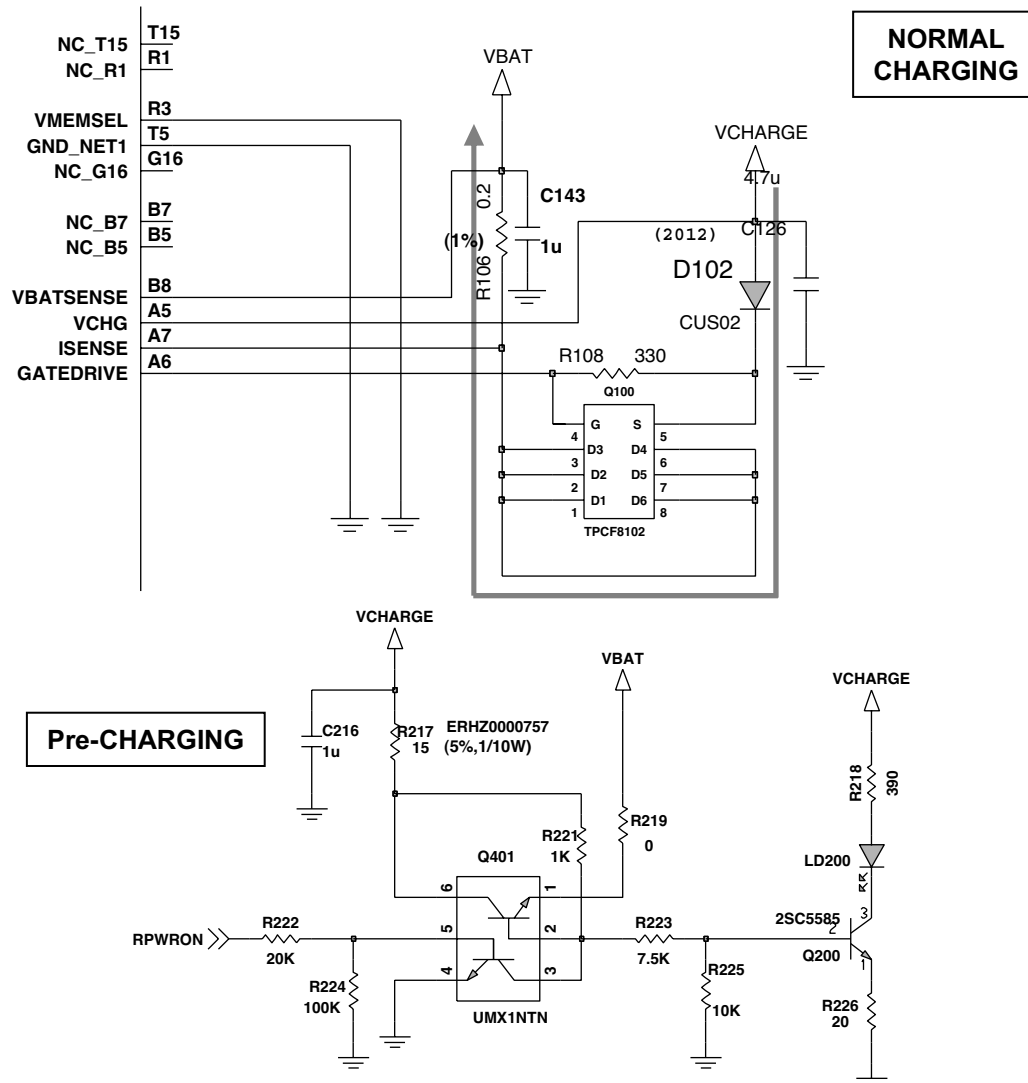 NORMAL
CHARGING
NC_T15 T15
NC_R1 R1
VMEMSEL R3
GND_NET1 T5
NC_G16 G16
NC_B7 B7
NC_B5 B5
VBATSENSE B8
VCHG A5
ISENSE A7
GATEDRIVE A6
VBAT
0.2
(1%)
R106
C143
1u
VCHARGE
4.7u
(2012)
C126
D102
CUS02
R108 330
Q100
G S
4 5
D3 D4
3 6
D2 D5
2 7
D1 D6
1 8
TPCF8102
Pre-CHARGING
VCHARGE
C216
1u
R217
15
ERHZ0000757
(5%,1/10W)
VBAT
R219
0
R221
1K
Q401
6 1
5 2
4 3
UMX1NTN
RPWRON
R222
20K
R224
100K
R223
7.5K
R225
10K
VCHARGE
R218
390
LD200
2SC5585
3
2
1
Q200
R226
20